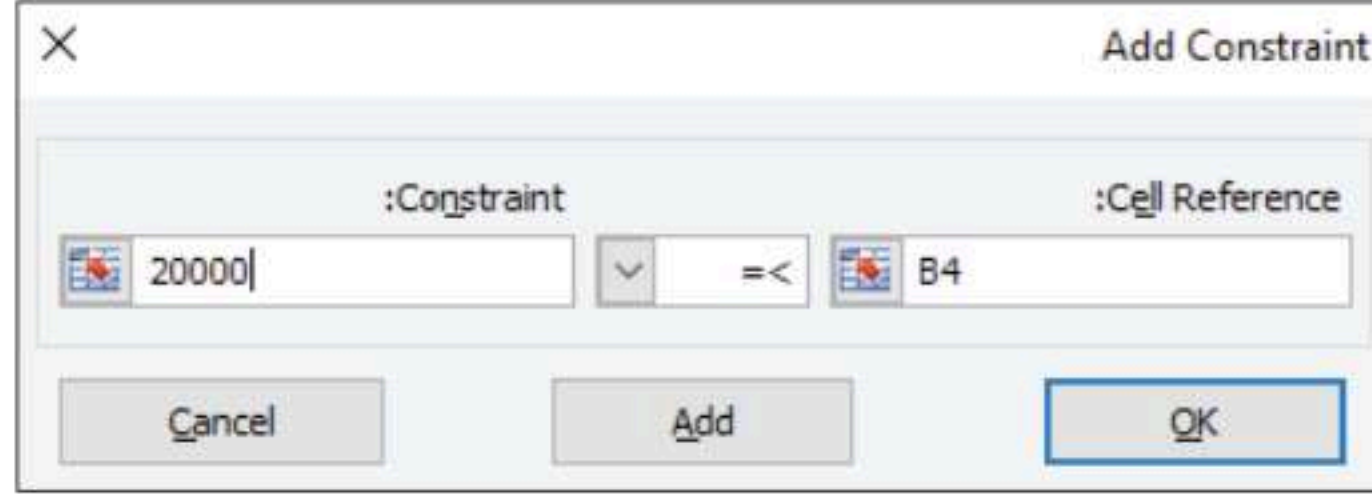 Add Constraint
:Cell Reference
:Constraint
B4
=<
20000
OK
Add
Cancel